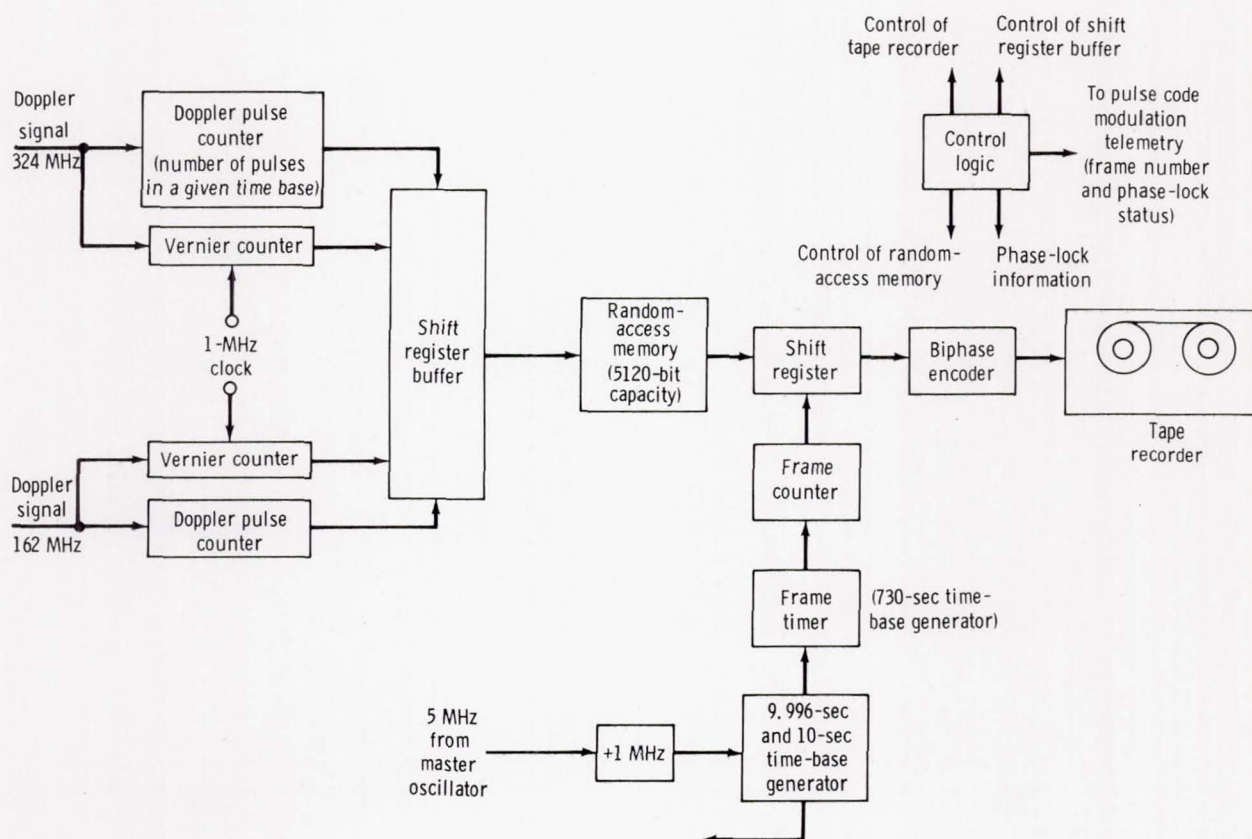 Control of
tape recorder
Control of shift
register buffer
Doppler
signal
324 MHz
Doppler pulse
counter
(number of pulses
in a given time base)
Control
logic
To pulse code
modulation
telemetry
(frame number
and phase-lock
status)
Vernier counter
Control of random-
access memory
Phase-lock
information
1-MHz
clock
Shift
register
buffer
Random-
access
memory
(5120-bit
capacity)
Shift
register
Biphase
encoder
Tape
recorder
Vernier counter
Doppler
signal
162 MHz
Doppler pulse
counter
Frame
counter
Frame
timer
(730-sec time-
base generator)
5 MHz
from
master
oscillator
+1 MHz
9.996-sec
and 10-sec
time-base
generator